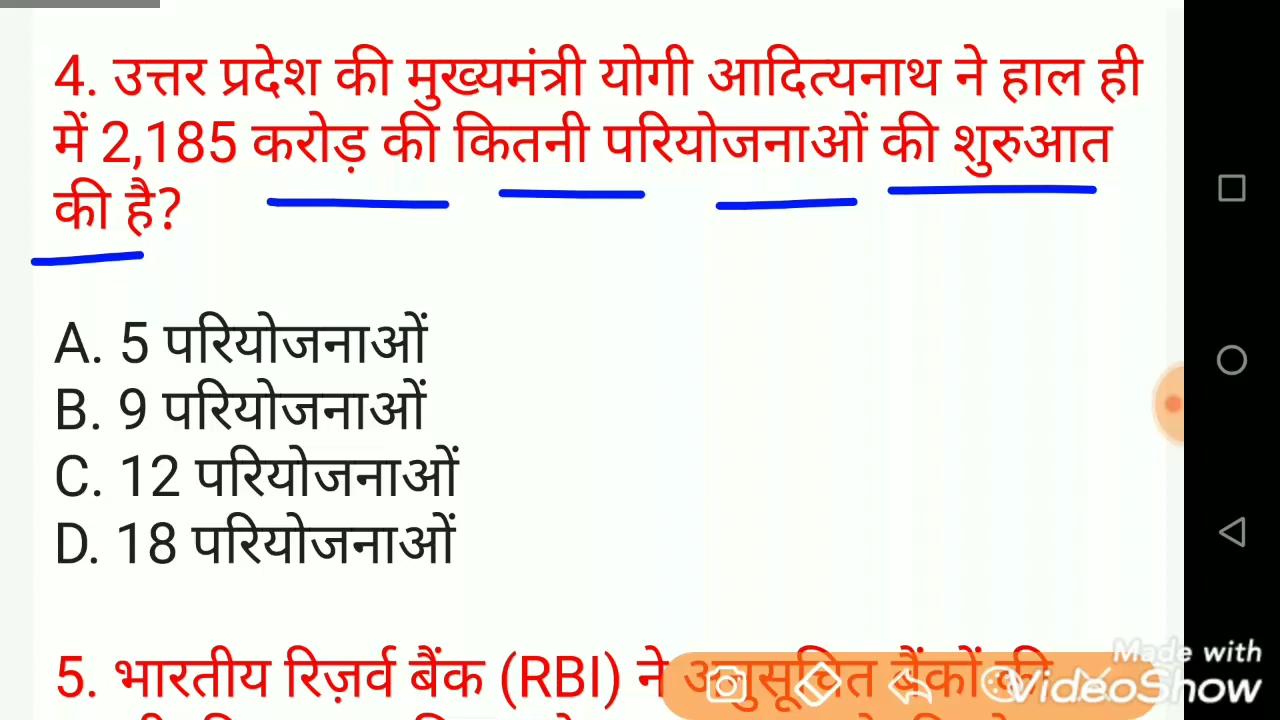 4. उत्तर प्रदेश की मुख्यमंत्री योगी आदित्यनाथ ने हाल ही
में 2,185 करोड़ की कितनी परियोजनाओं की शुरुआत
की है?
A. 5 परियोजनाओं
B. 9 परियोजनाओं
C. 12 परियोजनाओं
D. 18 परियोजनाओं
5. भारतीय रिज़र्व बैंक (RBI) ने अनुसूचित बैंकों की
Made with
VideoShow